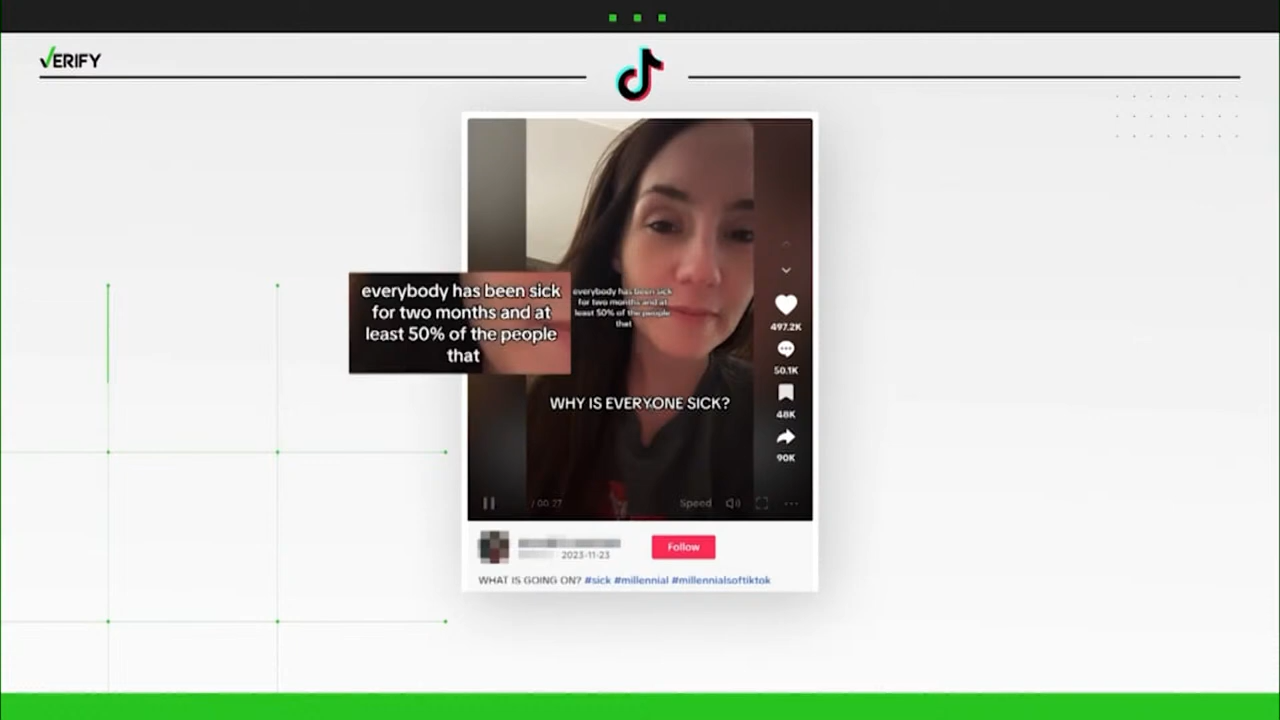 VERIFY
everybody has been sick
for two months and at
least 50% of the people
that
everybody has been sick
for two months and at
least 50% of the people
that
497.2K
50.1K
WHY IS EVERYONE SICK?
48K
90K
/ 00:27
Speed
2023-11-23
Follow
WHAT IS GOING ON? #sick #millennial #millennialsoftiktok